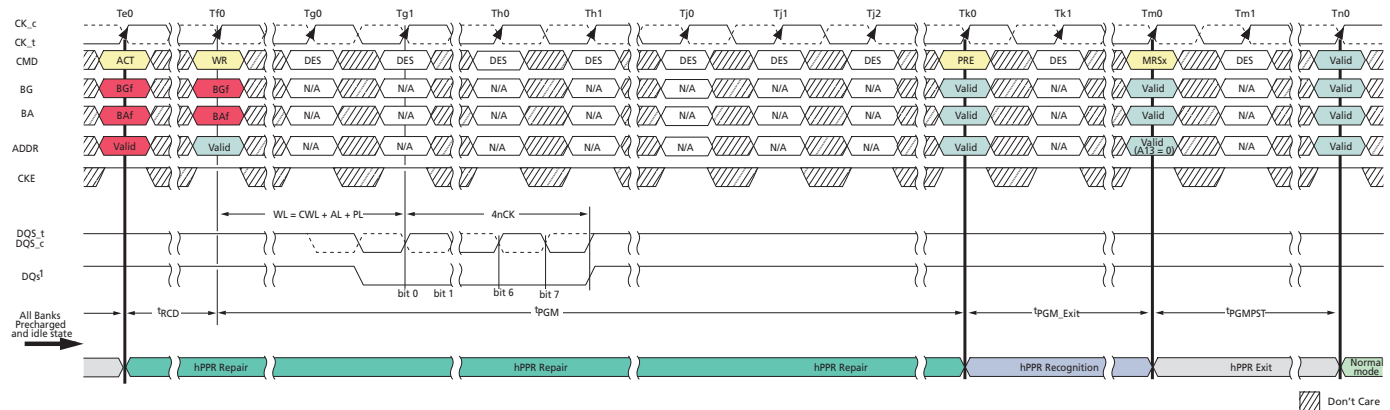 Te0 Tf0 Tg0 Tg1 Th0 Th1 Tj0 Tj1 Tj2 Tk0 Tk1 Tm0 Tm1 Tn0
CK_c
CK_t
CMD ACT WR DES DES DES DES DES DES DES PRE DES MRSx DES Valid
BG BGf BGf N/A N/A N/A N/A N/A N/A N/A Valid N/A Valid N/A Valid
BA BAf BAf N/A N/A N/A N/A N/A N/A N/A Valid N/A Valid N/A Valid
ADDR Valid Valid N/A N/A N/A N/A N/A N/A N/A Valid N/A Valid (A13 = 0) N/A Valid
CKE
WL = CWL + AL + PL 4nCK
DQS_t
DQS_c
DQs1
bit 0 bit 1 bit 6 bit 7
All Banks
Precharged
and idle state
tRCD tPGM tPGM_Exit tPGMPST
hPPR Repair hPPR Repair hPPR Repair hPPR Recognition hPPR Exit Normal
mode
Don't Care